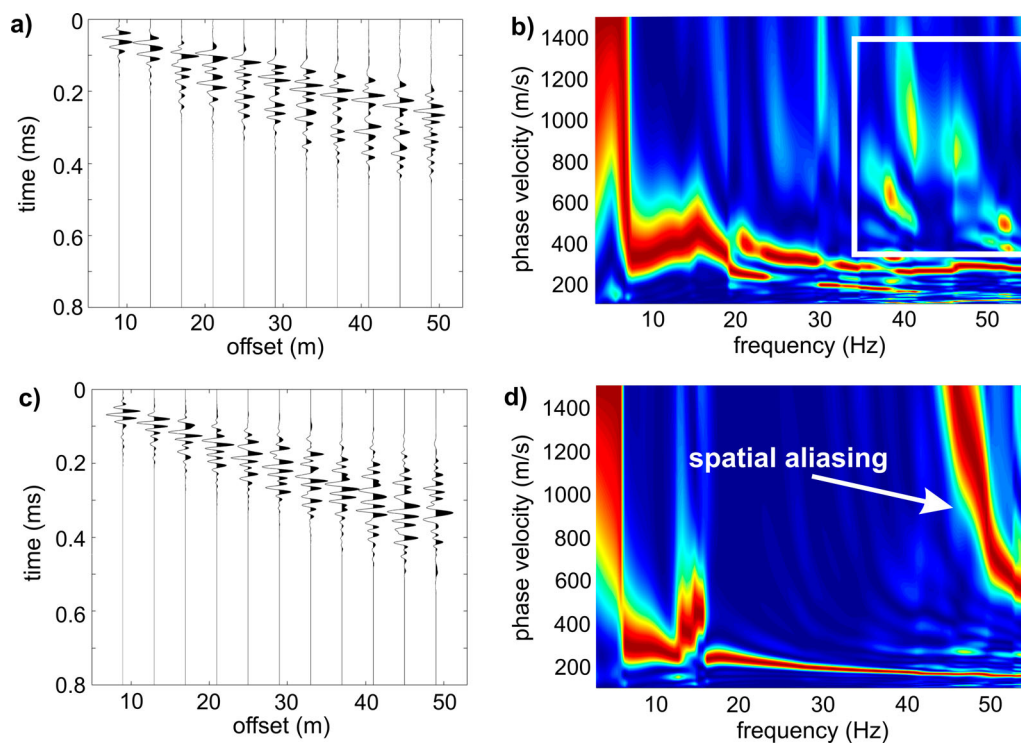 a)
0
0.2
0.4
0.6
0.8
time (ms)
10 20 30 40 50
offset (m)
b)
1400
1200
1000
800
600
400
200
phase velocity (m/s)
10 20 30 40 50
frequency (Hz)
c)
0
0.2
0.4
0.6
0.8
time (ms)
10 20 30 40 50
offset (m)
d)
1400
1200
1000
800
600
400
200
phase velocity (m/s)
spatial aliasing
10 20 30 40 50
frequency (Hz)